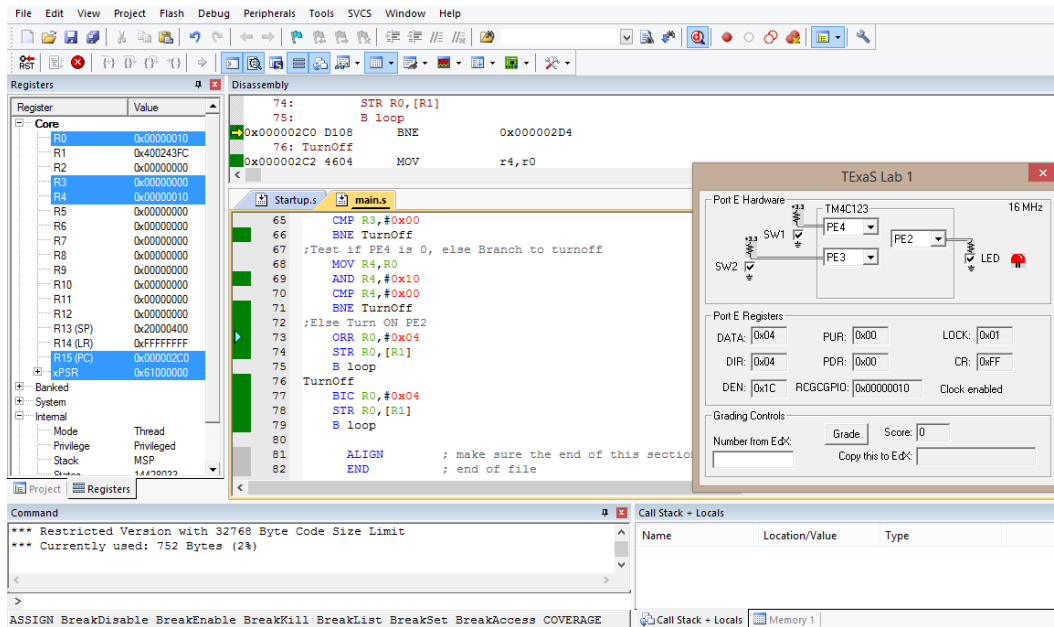 File Edit View Project Flash Debug Peripherals Tools SVCS Window Help
Registers
Register Value
Core
R0 0x00000010
R1 0x400243FC
R2 0x00000000
R3 0x00000000
R4 0x00000010
R5 0x00000000
R6 0x00000000
R7 0x00000000
R8 0x00000000
R9 0x00000000
R10 0x00000000
R11 0x00000000
R12 0x00000000
R13 (SP) 0x20000400
R14 (LR) 0xFFFFFFFF
R15 (PC) 0x000002C0
xPSR 0x61000000
Banked
System
Internal
Mode Thread
Privilege Privileged
Stack MSP
States 14428033
Project Registers
Disassembly
74: STR R0,[R1]
75: B loop
0x000002C0 D108 BNE 0x000002D4
76: TurnOff
0x000002C2 4604 MOV r4,r0
Startup.s main.s
65 CMP R3,#0x00
66 BNE TurnOff
67 ;Test if PE4 is 0, else Branch to turnoff
68 MOV R4,R0
69 AND R4,#0x10
70 CMP R4,#0x00
71 BNE TurnOff
72 ;Else Turn ON PE2
73 ORR R0,#0x04
74 STR R0,[R1]
75 B loop
76 TurnOff
77 BIC R0,#0x04
78 STR R0,[R1]
79 B loop
80
81 ALIGN ; make sure the end of this section
82 END ; end of file
TExaS Lab 1
Port E Hardware
+3.3 TM4C123 16 MHz
SW1 PE4 PE2
+3.3
SW2 PE3 LED
Port E Registers
DATA: 0x04 PUR: 0x00 LOCK: 0x01
DIR: 0x04 PDR: 0x00 CR: 0xFF
DEN: 0x1C RCGCGPIO: 0x00000010 Clock enabled
Grading Controls
Number from EdX: Grade Score: 0
Copy this to EdX:
Command
*** Restricted Version with 32768 Byte Code Size Limit
*** Currently used: 752 Bytes (2%)
>
ASSIGN BreakDisable BreakEnable BreakKill BreakList BreakSet BreakAccess COVERAGE
Call Stack + Locals
Name Location/Value Type
Call Stack + Locals Memory 1